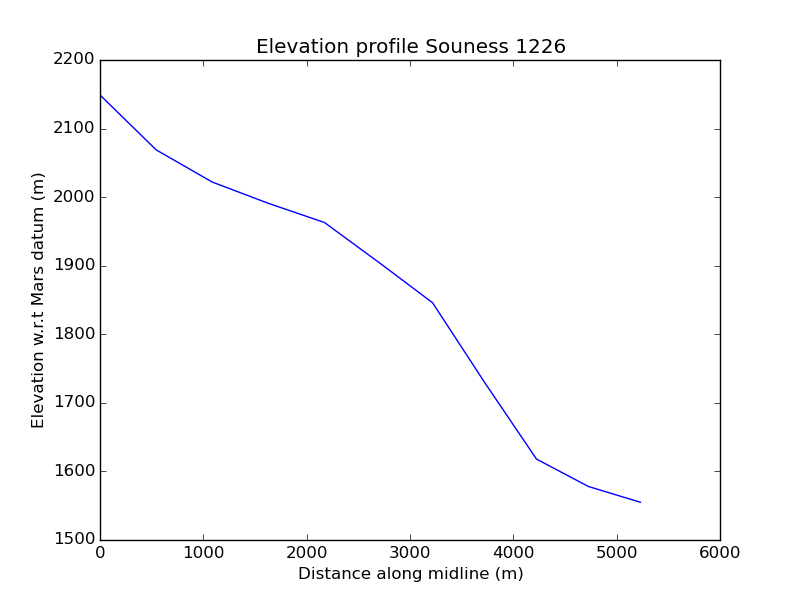 Elevation profile Souness 1226
Elevation w.r.t Mars datum (m)
2200
2100
2000
1900
1800
1700
1600
1500
0 1000 2000 3000 4000 5000 6000
Distance along midline (m)